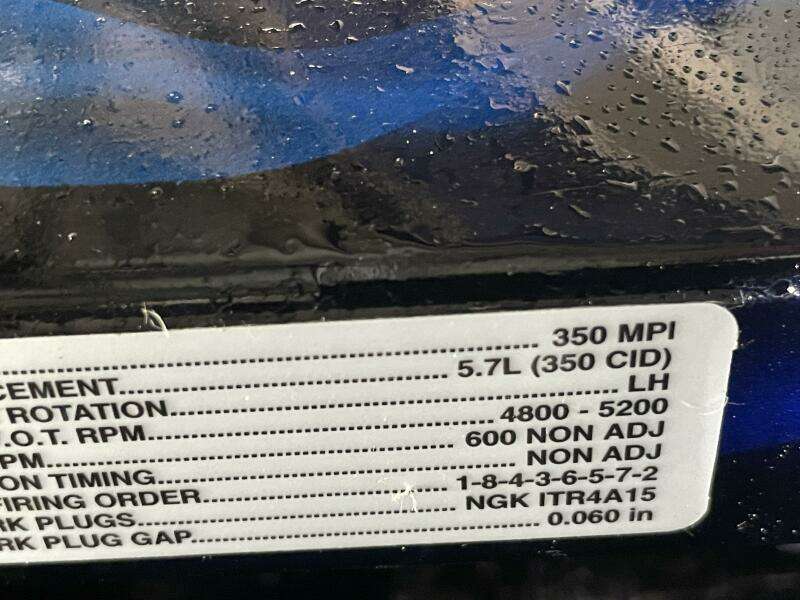 350 MPI
CEMENT 5.7L (350 CID)
ROTATION LH
.O.T. RPM 4800 - 5200
PM 600 NON ADJ
ON TIMING NON ADJ
FIRING ORDER 1-8-4-3-6-5-7-2
RK PLUGS NGK ITR4A15
RK PLUG GAP 0.060 in